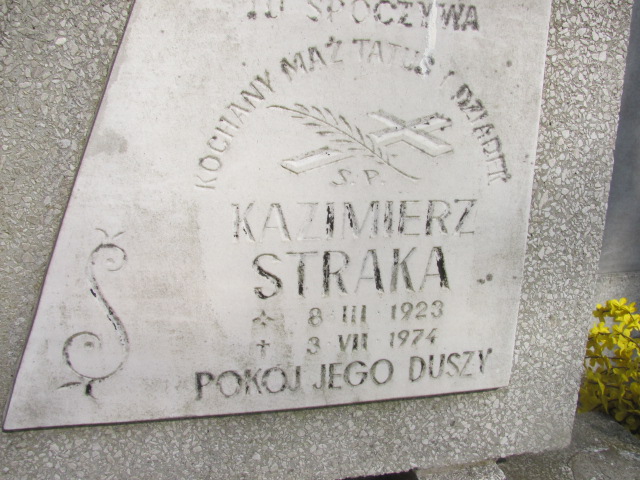 TU SPOCZYWA
KOCHANY MĄŻ TATUŚ I DZIADEK
Ś.P.
KAZIMIERZ
STRAKA
* 8 III 1923
† 3 VII 1974
POKÓJ JEGO DUSZY